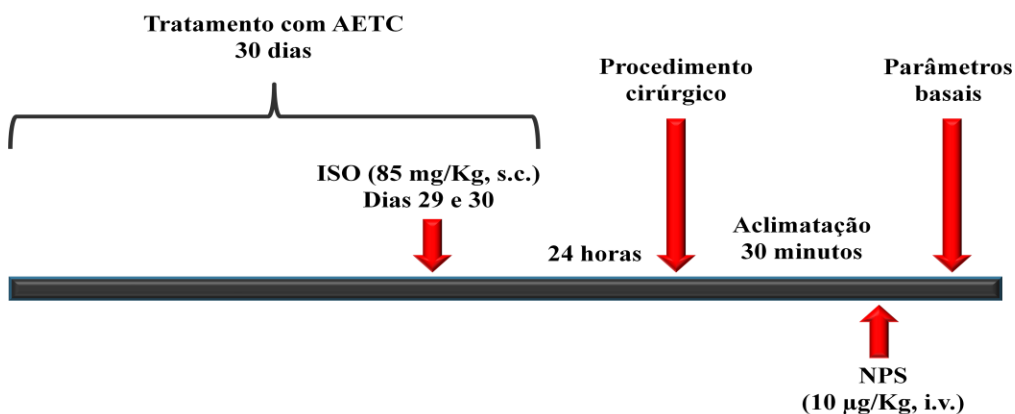 Tratamento com AETC
30 dias
Procedimento
cirúrgico
Parâmetros
basais
ISO (85 mg/Kg, s.c.)
Dias 29 e 30
24 horas
Aclimatação
30 minutos
NPS
(10 µg/Kg, i.v.)